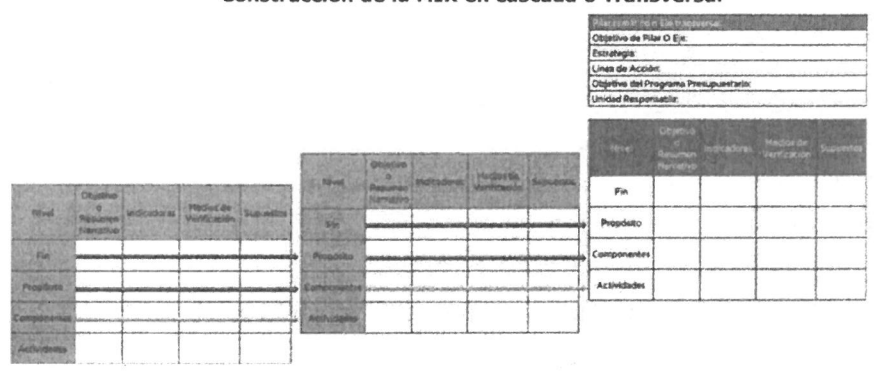 Construcción de la MIR en cascada o Transversal
Objetivo de Pilar O Eje:
Estrategia:
Línea de Acción:
Objetivo del Programa Presupuestario:
Unidad Responsable:
Nivel
Objetivo
o
Resumen
Narrativo
Indicadores
Medios de
Verificación
Supuestos
Fin
Propósito
Componentes
Actividades
Nivel
Objetivo
o
Resumen
Narrativo
Indicadores
Medios de
Verificación
Supuestos
Fin
Propósito
Componentes
Actividades
Nivel
Objetivo
o
Resumen
Narrativo
Indicadores
Medios de
Verificación
Supuestos
Fin
Propósito
Componentes
Actividades